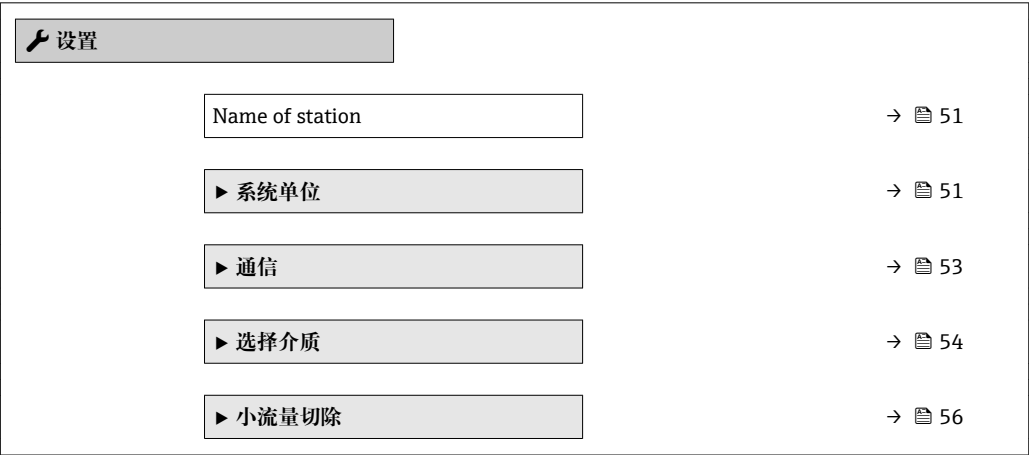 设置
Name of station → 51
▶ 系统单位 → 51
▶ 通信 → 53
▶ 选择介质 → 54
▶ 小流量切除 → 56